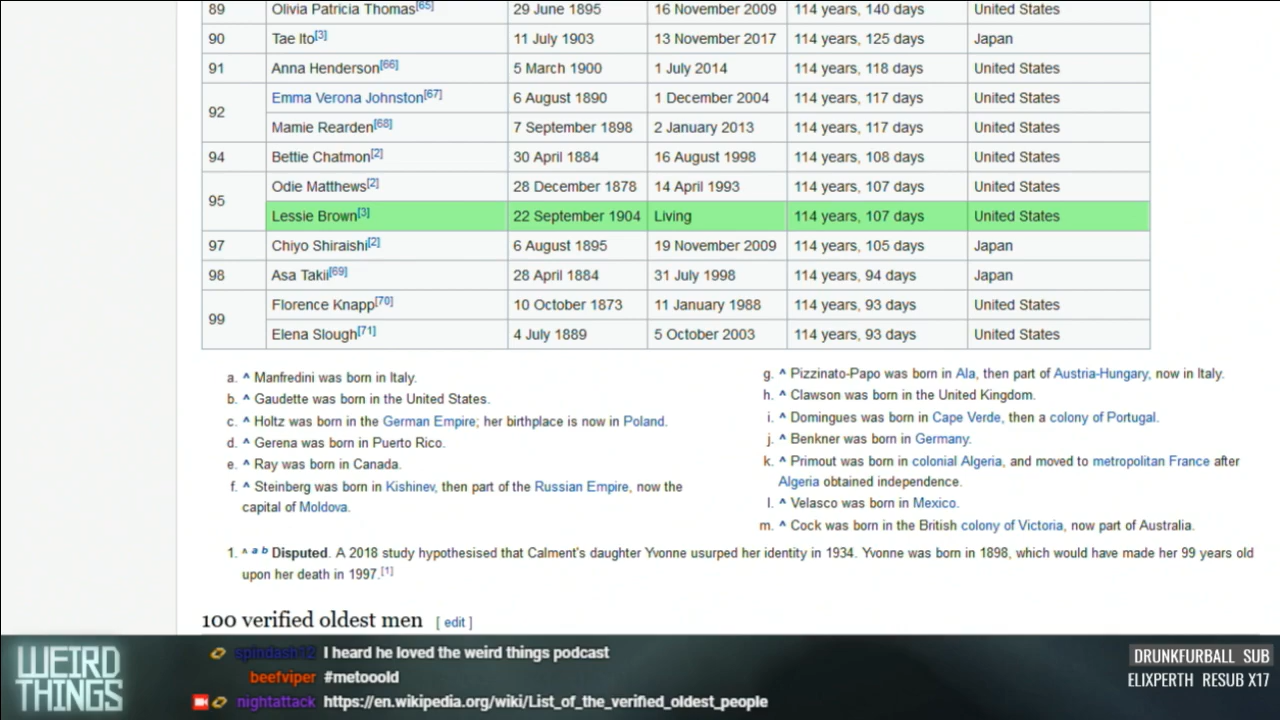 89 Olivia Patricia Thomas[65] 29 June 1895 16 November 2009 114 years, 140 days United States
90 Tae Ito[3] 11 July 1903 13 November 2017 114 years, 125 days Japan
91 Anna Henderson[66] 5 March 1900 1 July 2014 114 years, 118 days United States
92 Emma Verona Johnston[67] 6 August 1890 1 December 2004 114 years, 117 days United States
Mamie Rearden[68] 7 September 1898 2 January 2013 114 years, 117 days United States
94 Bettie Chatmon[2] 30 April 1884 16 August 1998 114 years, 108 days United States
95 Odie Matthews[2] 28 December 1878 14 April 1993 114 years, 107 days United States
Lessie Brown[3] 22 September 1904 Living 114 years, 107 days United States
97 Chiyo Shiraishi[2] 6 August 1895 19 November 2009 114 years, 105 days Japan
98 Asa Takii[69] 28 April 1884 31 July 1998 114 years, 94 days Japan
99 Florence Knapp[70] 10 October 1873 11 January 1988 114 years, 93 days United States
Elena Slough[71] 4 July 1889 5 October 2003 114 years, 93 days United States
a. ^ Manfredini was born in Italy.
b. ^ Gaudette was born in the United States.
c. ^ Holtz was born in the German Empire; her birthplace is now in Poland.
d. ^ Gerena was born in Puerto Rico.
e. ^ Ray was born in Canada.
f. ^ Steinberg was born in Kishinev, then part of the Russian Empire, now the
capital of Moldova.
g. ^ Pizzinato-Papo was born in Ala, then part of Austria-Hungary, now in Italy.
h. ^ Clawson was born in the United Kingdom.
i. ^ Domingues was born in Cape Verde, then a colony of Portugal.
j. ^ Benkner was born in Germany.
k. ^ Primout was born in colonial Algeria, and moved to metropolitan France after
Algeria obtained independence.
l. ^ Velasco was born in Mexico.
m. ^ Cock was born in the British colony of Victoria, now part of Australia.
1. ^ a b Disputed. A 2018 study hypothesised that Calment's daughter Yvonne usurped her identity in 1934. Yvonne was born in 1898, which would have made her 99 years old
upon her death in 1997.[1]
100 verified oldest men [ edit ]
WEIRD
THINGS
spindash12 I heard he loved the weird things podcast
beefviper #metooold
nightattack https://en.wikipedia.org/wiki/List_of_the_verified_oldest_people
DRUNKFURBALL SUB
ELIXPERTH RESUB X17